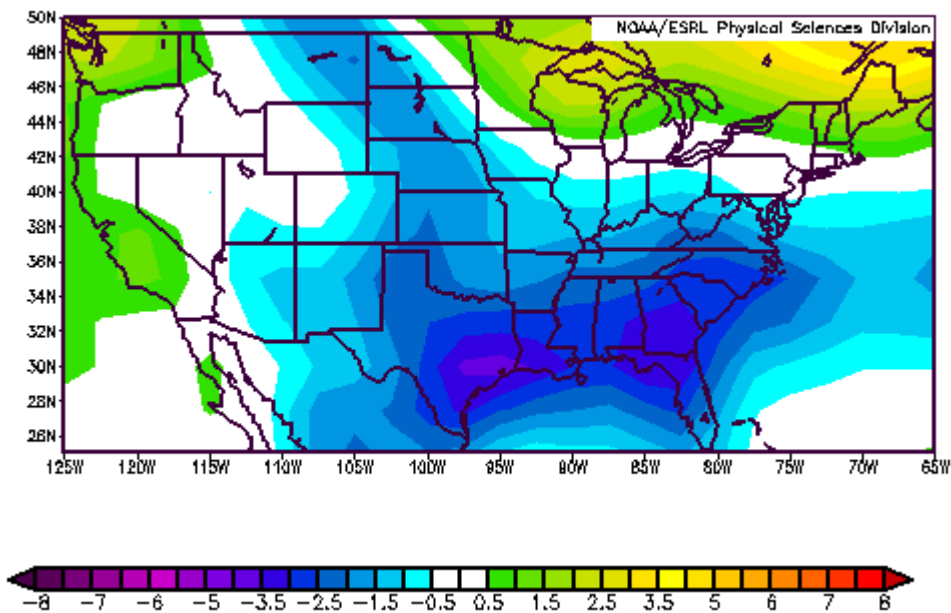 NOAA/ESRL Physical Sciences Division
50N
48N
46N
44N
42N
40N
38N
36N
34N
32N
30N
28N
26N
125W 120W 115W 110W 105W 100W 95W 90W 85W 80W 75W 70W 65W
-8 -7 -6 -5 -3.5 -2.5 -1.5 -0.5 0.5 1.5 2.5 3.5 5 6 7 8